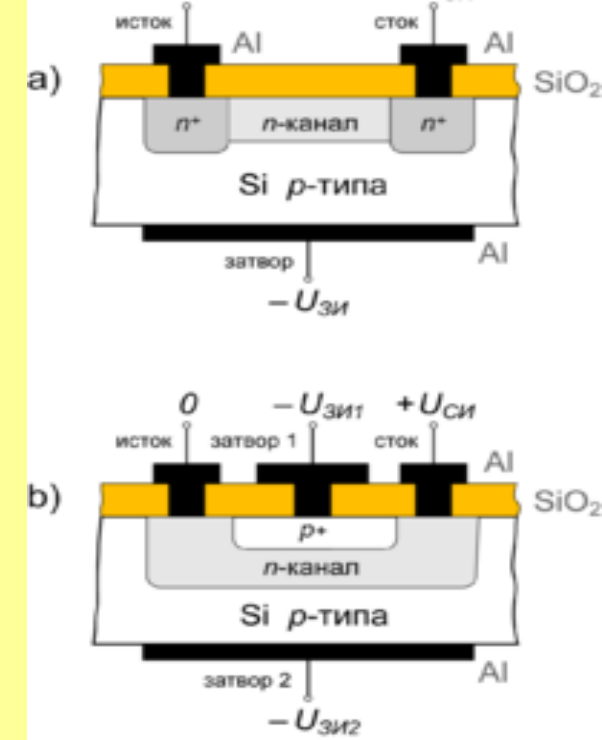 исток сток
Al Al
a) SiO₂
n⁺ n-канал n⁺
Si p-типа
затвор Al
– UЗИ
0 – UЗИ1 +UСИ
исток затвор 1 сток
Al
b) SiO₂
p+
n-канал
Si p-типа
затвор 2 Al
– UЗИ2